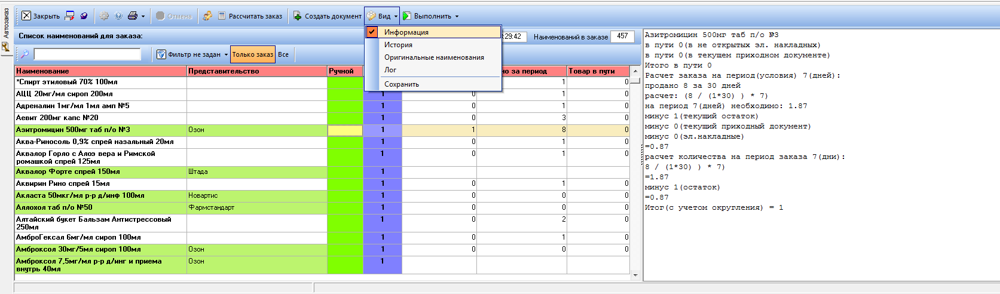 Автозаказ
Закрыть
Отмена
Рассчитать заказ
Создать документ
Вид
Выполнить
Список наименований для заказа:
:29:42
Наименований в заказе
457
Информация
История
Оригинальные наименования
Лог
Сохранить
Фильтр не задан
Только заказ
Все
Наименование Представительство Ручной но за период Товар в пути
*Спирт этиловый 70% 100мл 1 0
АЦЦ 20мг/мл сироп 200мл 1 0 1 0
Адреналин 1мг/мл 1мл амп №5 1 0 1 0
Аевит 200мг капс №20 1 0 3 0
Азитромицин 500мг таб п/о №3 Озон 1 1 8 0
Аква-Риносоль 0,9% спрей назальный 20мл 1 0 1 0
Аквалор Горло с Алоэ вера и Римской 1 0 1 0
ромашкой спрей 125мл
Аквалор Форте спрей 150мл Штада 1
Аквирин Рино спрей 15мл 1 0 1 0
Акласта 50мкг/мл р-р д/инф 100мл Новартис 1 0 0 0
Аллохол таб п/о №50 Фармстандарт 1 0 0 0
Алтайский букет Бальзам Антистрессовый 1 0 2 0
250мл
АмброГексал 6мг/мл сироп 100мл 1 0 1 0
Амброксол 30мг/5мл сироп 100мл Озон 1 0 0 0
Амброксол 7,5мг/мл р-р д/инг и приема Озон 1
внутрь 40мл
Азитромицин 500мг таб п/о №3
в пути 0(в не открытых эл. накладных)
в пути 0(в текущем приходном документе)
Итого в пути 0
Расчет заказа на период(условия) 7(дней):
продано 8 за 30 дней
расчет: (8 / (1*30) ) * 7)
на период 7(дней) необходимо: 1.87
минус 1(текущий остаток)
минус 0(текущий приходный документ)
минус 0(эл.накладные)
=0.87
расчет количества на период заказа 7(дни):
8 / (1*30) ) * 7)
=1.87
минус 1(остаток)
=0.87
Итог(с учетом округления) = 1